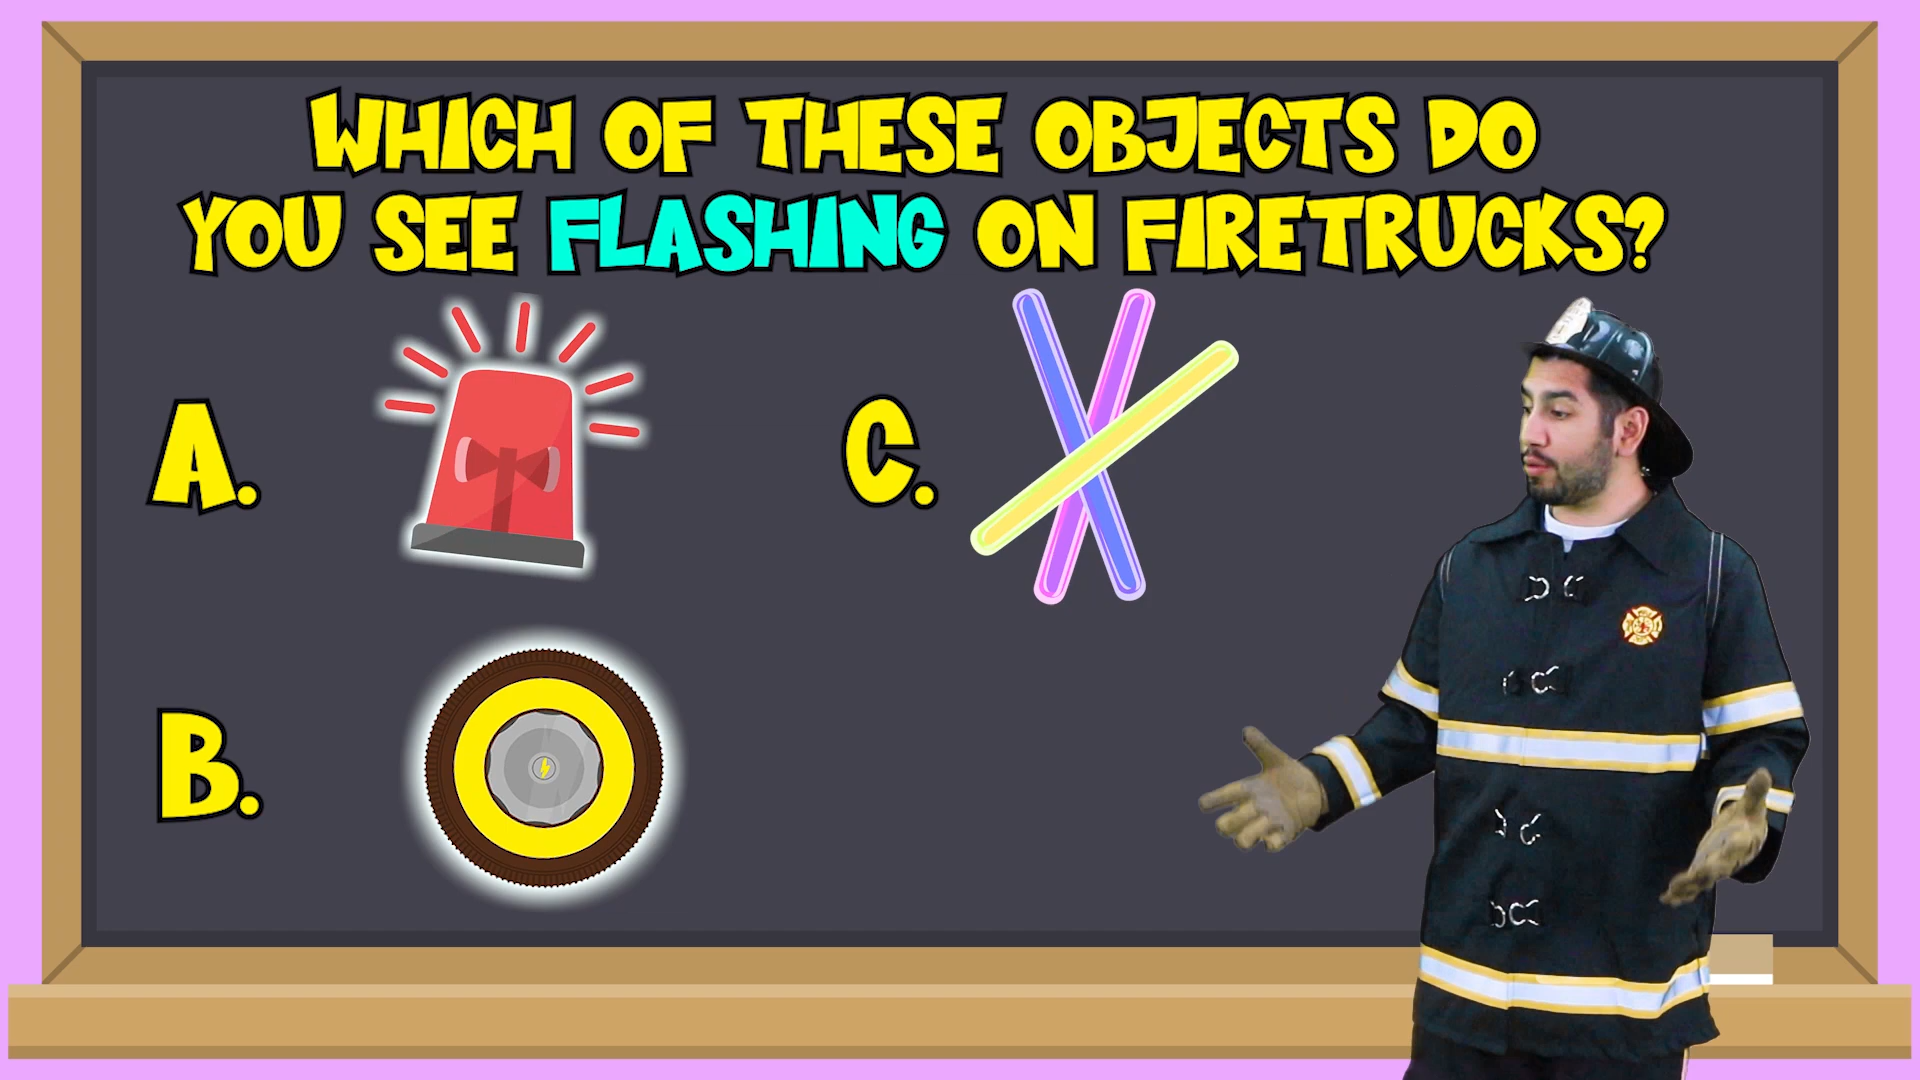 WHICH OF THESE OBJECTS DO
YOU SEE FLASHING ON FIRETRUCKS?
A.
C.
B.